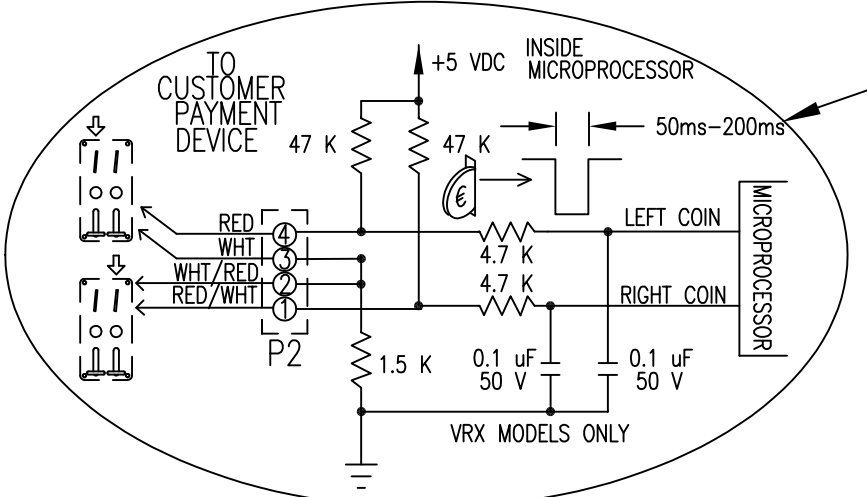 TO
CUSTOMER
PAYMENT
DEVICE
+5 VDC
INSIDE
MICROPROCESSOR
47 K
47 K
50ms-200ms
€
RED
WHT
WHT/RED
RED/WHT
4
3
2
1
P2
4.7 K
4.7 K
LEFT COIN
RIGHT COIN
MICROPROCESSOR
1.5 K
0.1 uF
50 V
0.1 uF
50 V
VRX MODELS ONLY